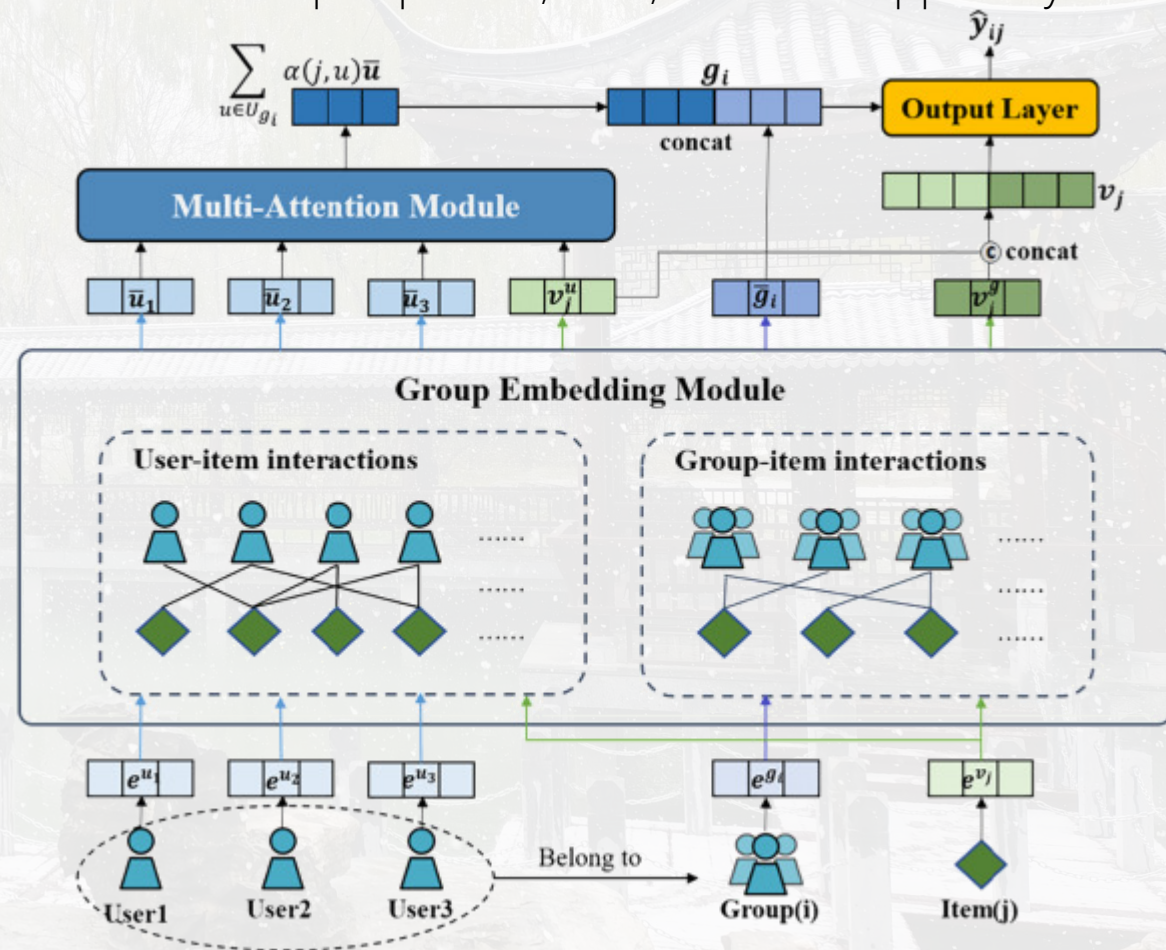 ŷ_ij
∑_{u∈U_{g_i}} α(j,u)ū
g_i
Output Layer
concat
v_j
Multi-Attention Module
© concat
ū_1 ū_2 ū_3 v_j^u ḡ_i v_j^g
Group Embedding Module
User-item interactions
Group-item interactions
......
......
......
......
......
......
e^{u_1} e^{u_2} e^{u_3} e^{g_i} e^{v_j}
Belong to
User1 User2 User3 Group(i) Item(j)